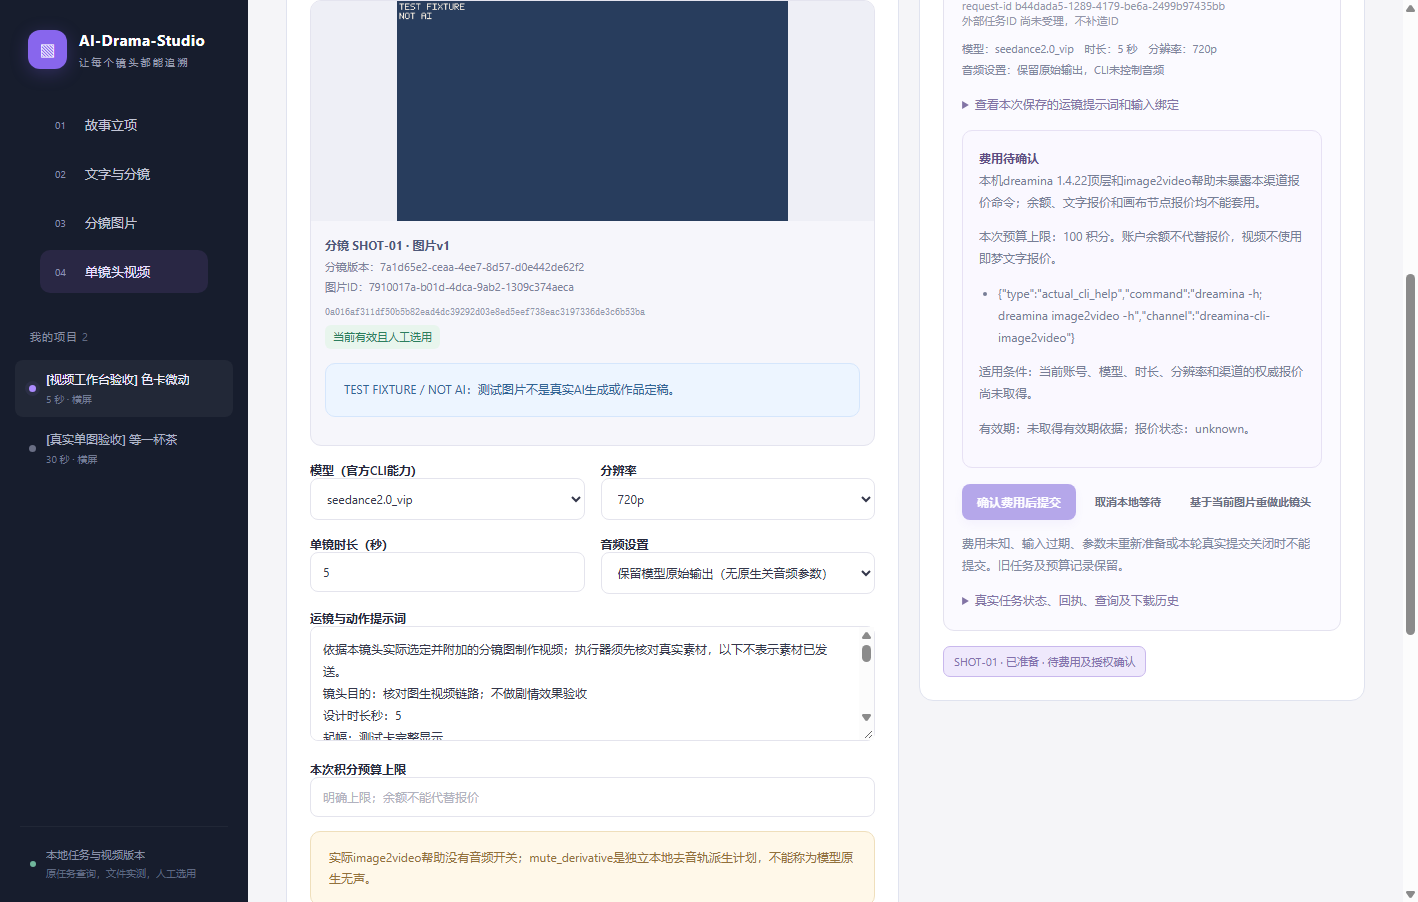 AI-Drama-Studio
让每个镜头都能追溯
01 故事立项
02 文字与分镜
03 分镜图片
04 单镜头视频
我的项目 2
[视频工作台验收] 色卡微动
5 秒 · 横屏
[真实单图验收] 等一杯茶
30 秒 · 横屏
本地任务与视频版本
原任务查询，文件实测，人工选用
TEST FIXTURE
NOT AI
分镜 SHOT-01 · 图片v1
分镜版本：7a1d65e2-ceaa-4ee7-8d57-d0e442de62f2
图片ID：7910017a-b01d-4dca-9ab2-1309c374aeca
0a016af311df50b5b82ead4dc39292d03e8ed5eef738eac3197336de3c6b53ba
当前有效且人工选用
TEST FIXTURE / NOT AI：测试图片不是真实AI生成或作品定稿。
模型（官方CLI能力）
seedance2.0_vip
分辨率
720p
单镜时长（秒）
5
音频设置
保留模型原始输出（无原生关音频参数）
运镜与动作提示词
依据本镜头实际选定并附加的分镜图制作视频；执行器须先核对真实素材，以下不表示素材已发
送。
镜头目的：核对图生视频链路；不做剧情效果验收
设计时长秒：5
起幅：测试卡完整显示
本次积分预算上限
明确上限；余额不能代替报价
实际image2video帮助没有音频开关；mute_derivative是独立本地去音轨派生计划，不能称为模型原
生无声。
request-id b44dada5-1289-4179-be6a-2499b97435bb
外部任务ID 尚未受理，不补造ID
模型：seedance2.0_vip 时长：5 秒 分辨率：720p
音频设置：保留原始输出，CLI未控制音频
查看本次保存的运镜提示词和输入绑定
费用待确认
本机dreamina 1.4.22顶层和image2video帮助未暴露本渠道报
价命令；余额、文字报价和画布节点报价均不能套用。
本次预算上限：100 积分。账户余额不代替报价，视频不使用
即梦文字报价。
{"type":"actual_cli_help","command":"dreamina -h;
dreamina image2video -h","channel":"dreamina-cli-
image2video"}
适用条件：当前账号、模型、时长、分辨率和渠道的权威报价
尚未取得。
有效期：未取得有效期依据；报价状态：unknown。
确认费用后提交 取消本地等待 基于当前图片重做此镜头
费用未知、输入过期、参数未重新准备或本轮真实提交关闭时不能
提交。旧任务及预算记录保留。
真实任务状态、回执、查询及下载历史
SHOT-01 · 已准备 · 待费用及授权确认